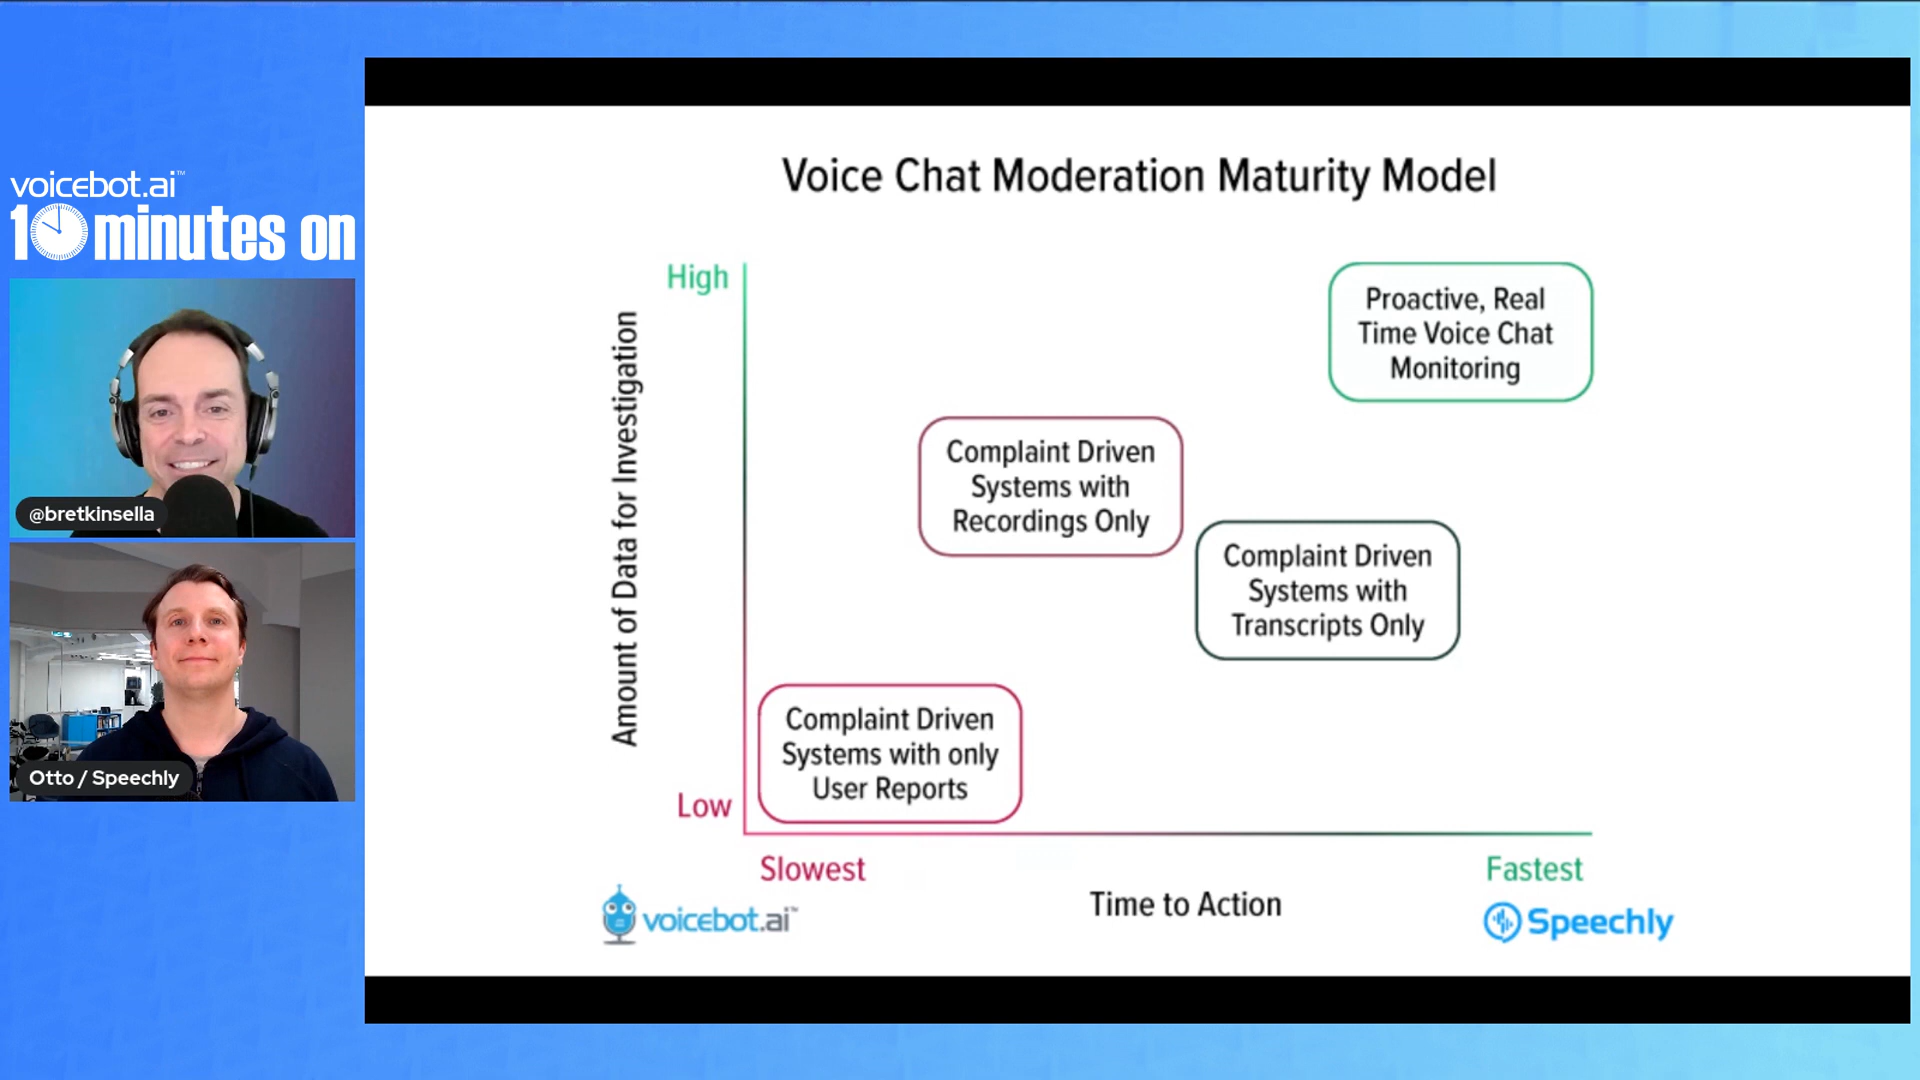 voicebot.ai™
10 minutes on
@bretkinsella
Otto / Speechly
Voice Chat Moderation Maturity Model
High
Amount of Data for Investigation
Low
Proactive, Real
Time Voice Chat
Monitoring
Complaint Driven
Systems with
Recordings Only
Complaint Driven
Systems with
Transcripts Only
Complaint Driven
Systems with only
User Reports
Slowest
Fastest
Time to Action
voicebot.ai™
Speechly